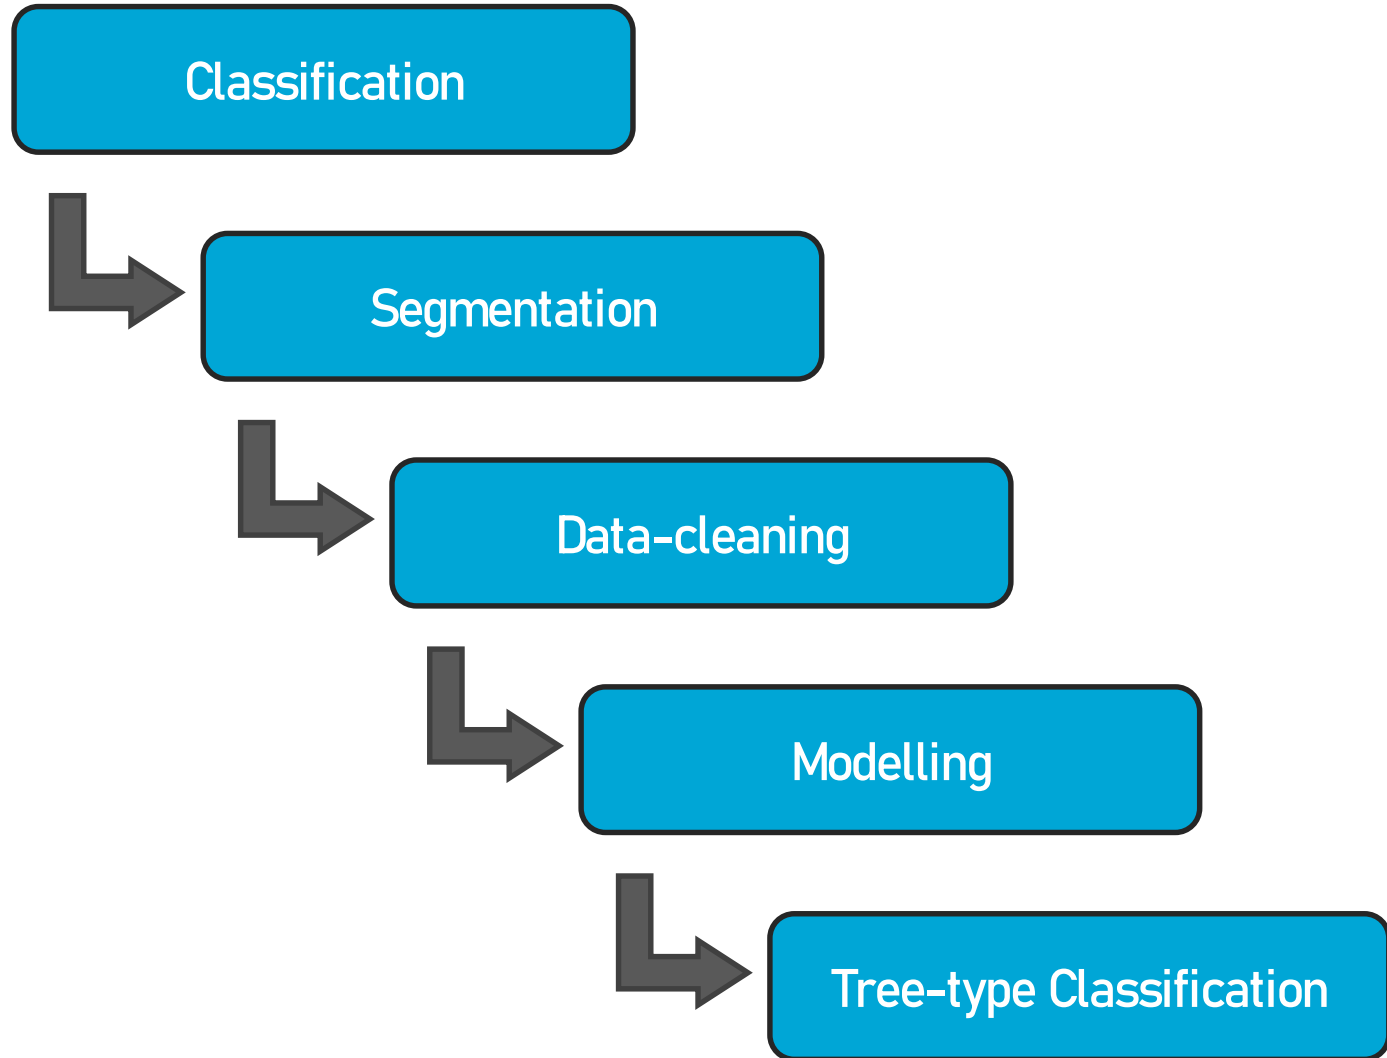 Classification
Segmentation
Data-cleaning
Modelling
Tree-type Classification